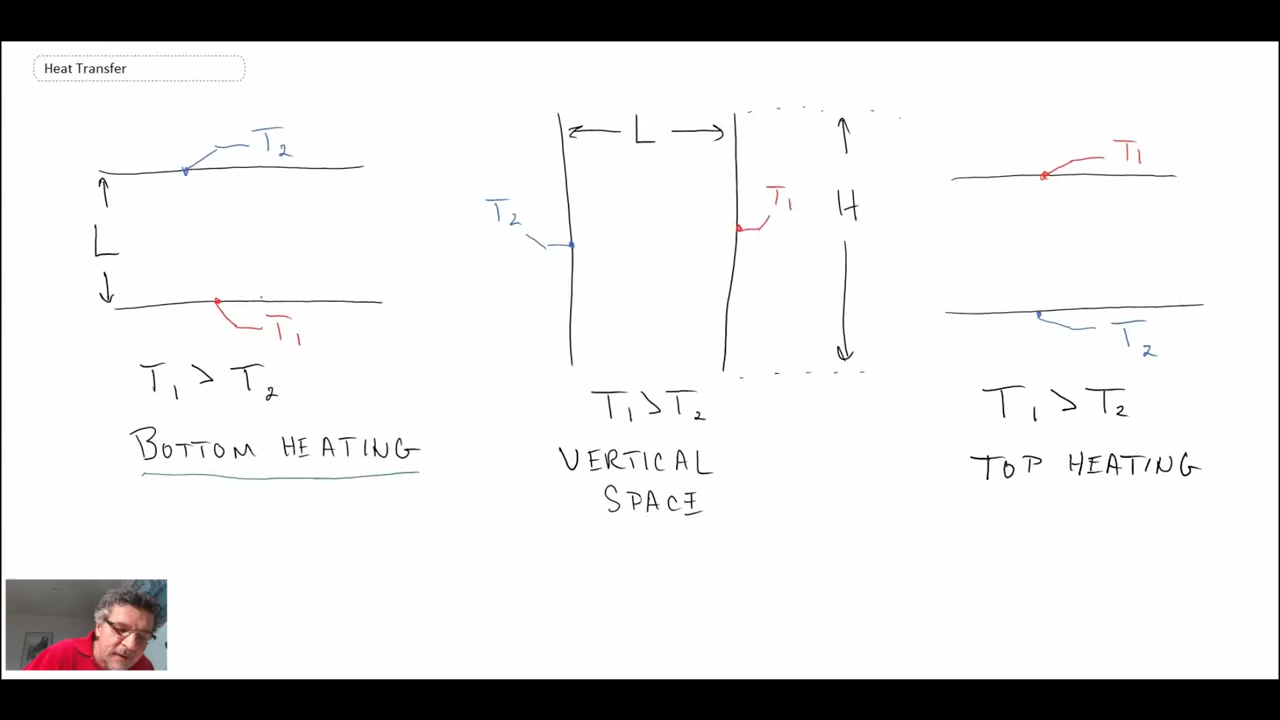 Heat Transfer
T2
L
T1
T1 > T2
BOTTOM HEATING
L
T2
T1
H
T1 > T2
VERTICAL
SPACE
T1
T2
T1 > T2
TOP HEATING